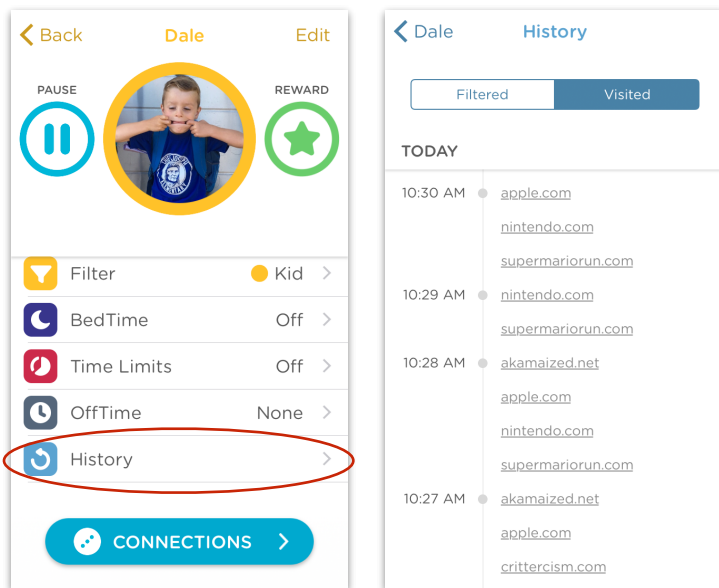 Back
Dale
Edit
PAUSE
REWARD
Filter
Kid
BedTime
Off
Time Limits
Off
OffTime
None
History
CONNECTIONS
Dale
History
Filtered
Visited
TODAY
10:30 AM
apple.com
nintendo.com
supermariorun.com
10:29 AM
nintendo.com
supermariorun.com
10:28 AM
akamaized.net
apple.com
nintendo.com
supermariorun.com
10:27 AM
akamaized.net
apple.com
crittercism.com